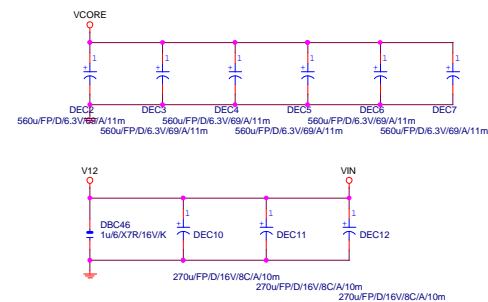 VCORE
1 1 1 1 1 1
+ + + + + +
DEC2 DEC3 DEC4 DEC5 DEC6 DEC7
560u/FP/D/6.3V/69/A/11m 560u/FP/D/6.3V/69/A/11m 560u/FP/D/6.3V/69/A/11m
560u/FP/D/6.3V/69/A/11m 560u/FP/D/6.3V/69/A/11m 560u/FP/D/6.3V/69/A/11m
V12 VIN
1 1 1
+ + +
DBC46
1u/6/X7R/16V/K
DEC10 DEC11 DEC12
270u/FP/D/16V/8C/A/10m
270u/FP/D/16V/8C/A/10m
270u/FP/D/16V/8C/A/10m